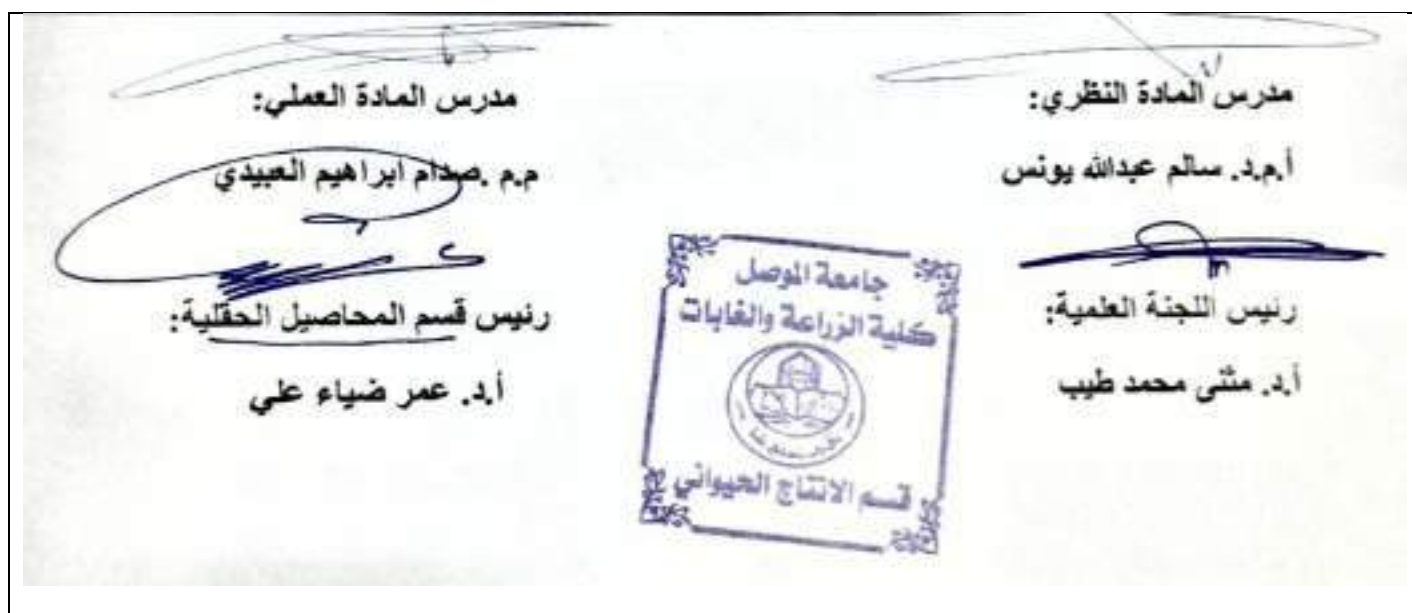 مدرس المادة النظري:
مدرس المادة العملي:
أ.م.د. سالم عبدالله يونس
م.م .صدام ابراهيم العبيدي
جامعة الموصل
كلية الزراعة والغابات
قسم الانتاج الحيواني
رئيس اللجنة العلمية:
رئيس قسم المحاصيل الحقلية:
أ.د. مثنى محمد طيب
أ.د. عمر ضياء علي